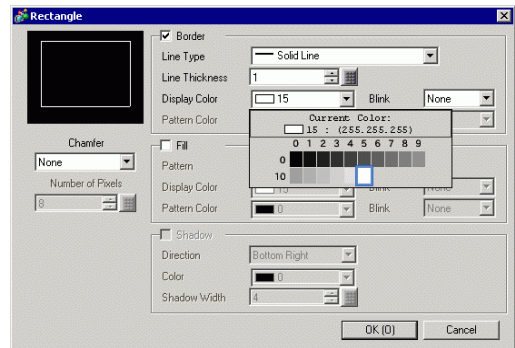 Rectangle
Border
Line Type
Solid Line
Line Thickness
1
Display Color
15
Blink
None
Pattern Color
Current Color:
15 : (255.255.255)
0 1 2 3 4 5 6 7 8 9
0
10
Chamfer
None
Number of Pixels
8
Fill
Pattern
Display Color
Pattern Color
0
Blink
None
Shadow
Direction
Bottom Right
Color
0
Shadow Width
4
OK (O)
Cancel